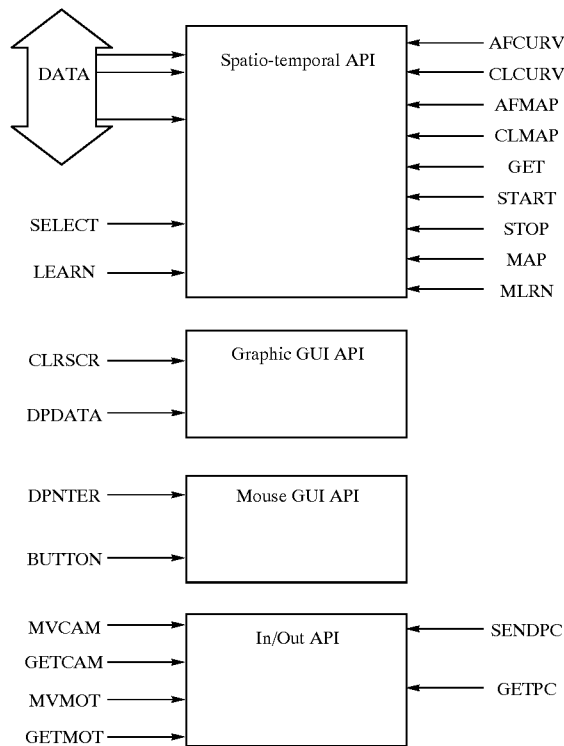 DATA
Spatio-temporal API
AFCURV
CLCURV
AFMAP
CLMAP
GET
START
STOP
MAP
MLRN
SELECT
LEARN
Graphic GUI API
CLRSCR
DPDATA
Mouse GUI API
DPNTER
BUTTON
In/Out API
MVCAM
GETCAM
MVMOT
GETMOT
SENDPC
GETPC